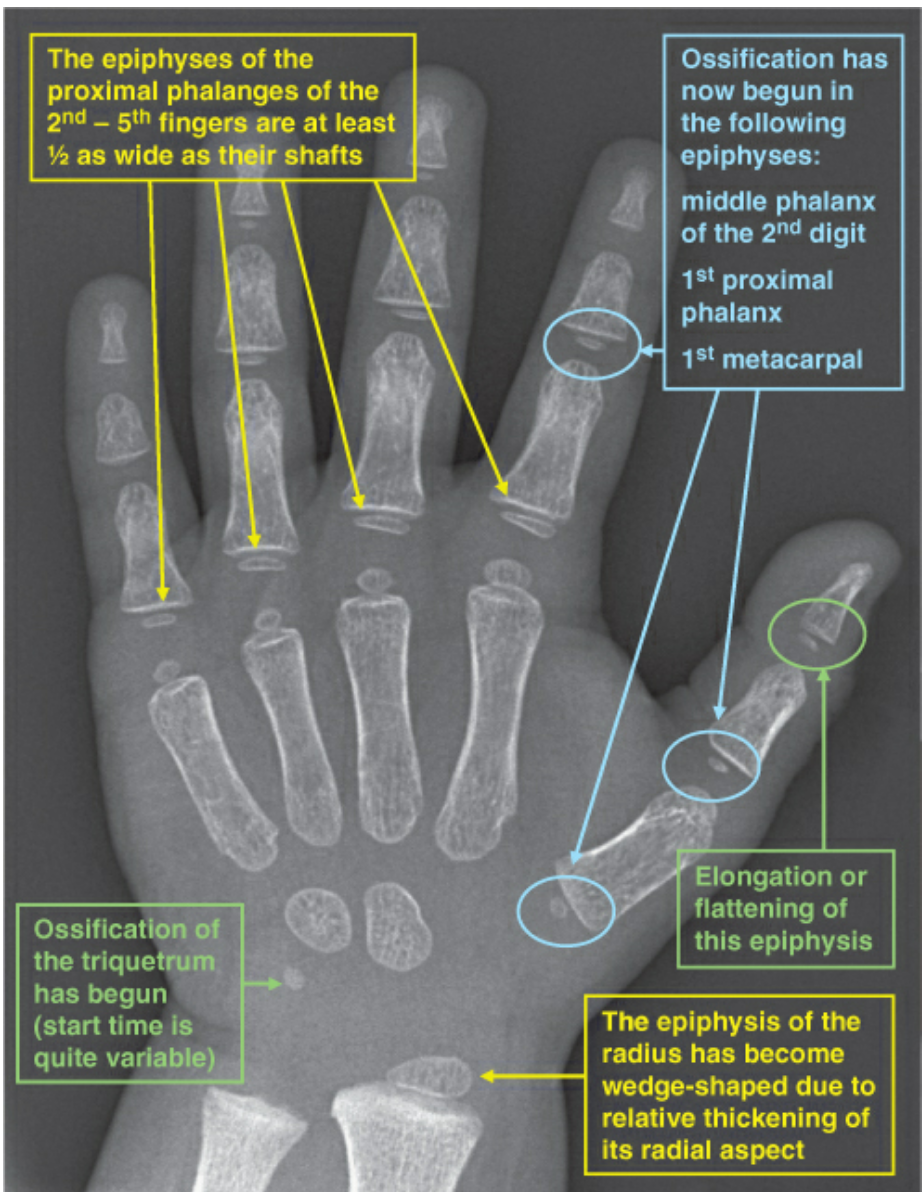 The epiphyses of the
proximal phalanges of the
2nd – 5th fingers are at least
½ as wide as their shafts
Ossification has
now begun in
the following
epiphyses:
middle phalanx
of the 2nd digit
1st proximal
phalanx
1st metacarpal
Elongation or
flattening of
this epiphysis
Ossification of
the triquetrum
has begun
(start time is
quite variable)
The epiphysis of the
radius has become
wedge-shaped due to
relative thickening of
its radial aspect